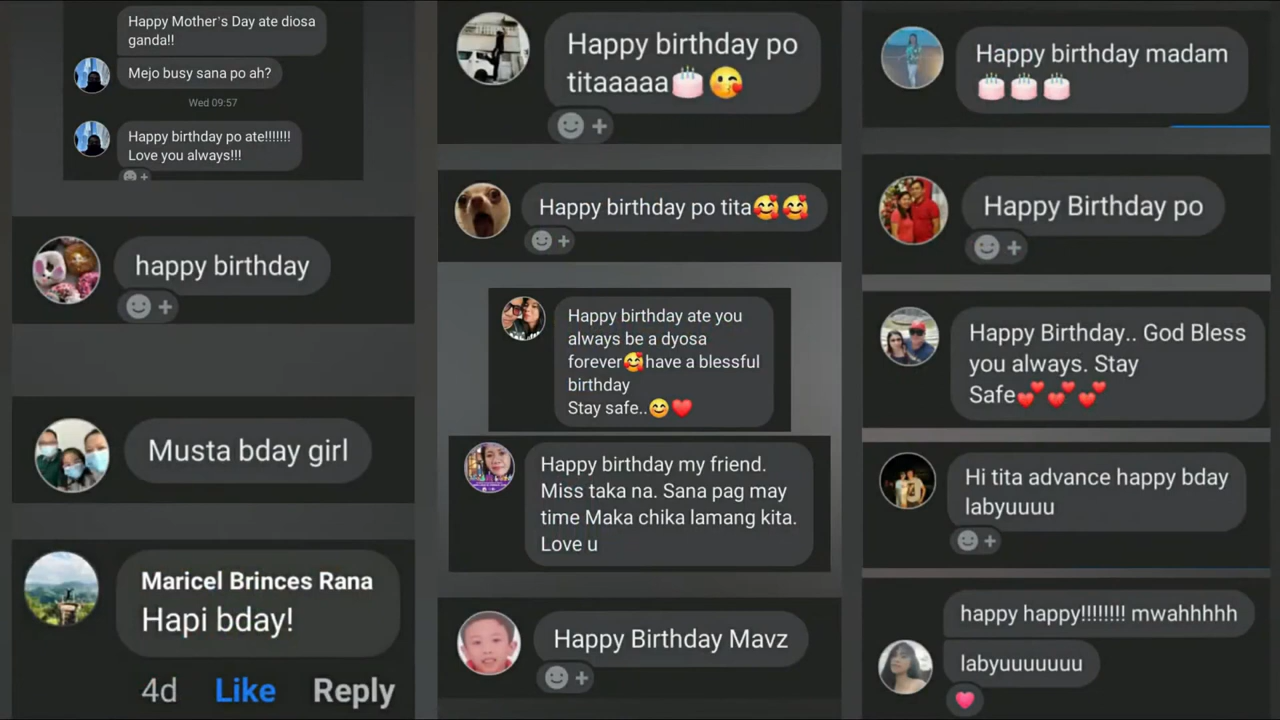 Happy Mother's Day ate diosa
ganda!!
Mejo busy sana po ah?
Wed 09:57
Happy birthday po ate!!!!!!!
Love you always!!!
happy birthday
Musta bday girl
Maricel Brinces Rana
Hapi bday!
4d Like Reply
Happy birthday po
titaaaaa🎂😘
Happy birthday po tita🥰🥰
Happy birthday ate you
always be a dyosa
forever🥰have a blessful
birthday
Stay safe..😊❤️
Happy birthday my friend.
Miss taka na. Sana pag may
time Maka chika lamang kita.
Love u
Happy Birthday Mavz
Happy birthday madam
🎂🎂🎂
Happy Birthday po
Happy Birthday.. God Bless
you always. Stay
Safe💕💕💕
Hi tita advance happy bday
labyuuuu
happy happy!!!!!!!! mwahhhhh
labyuuuuuuu